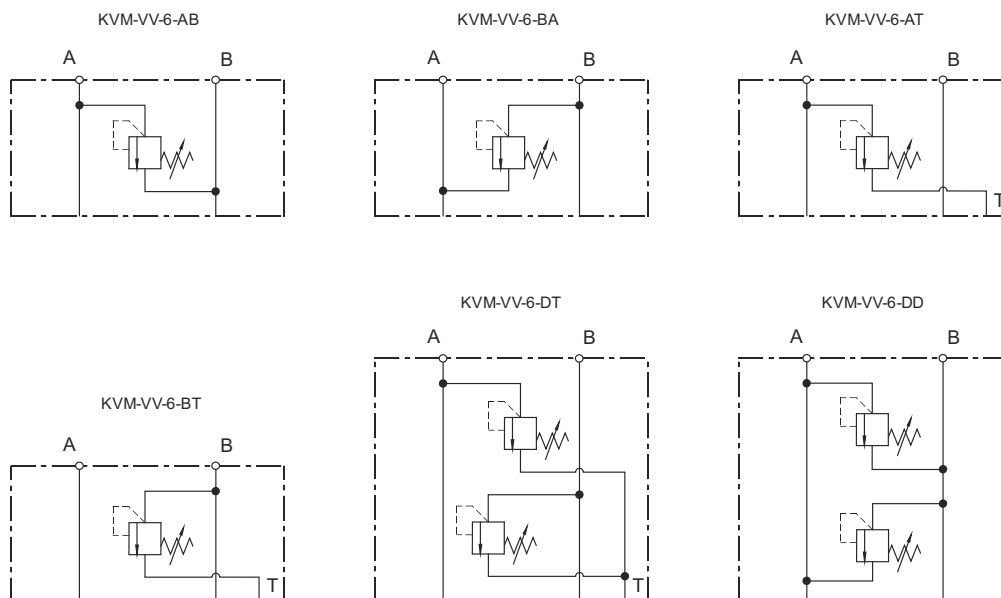 KVM-VV-6-AB
A B
KVM-VV-6-BA
A B
KVM-VV-6-AT
A B
T
KVM-VV-6-BT
A B
T
KVM-VV-6-DT
A B
T
KVM-VV-6-DD
A B